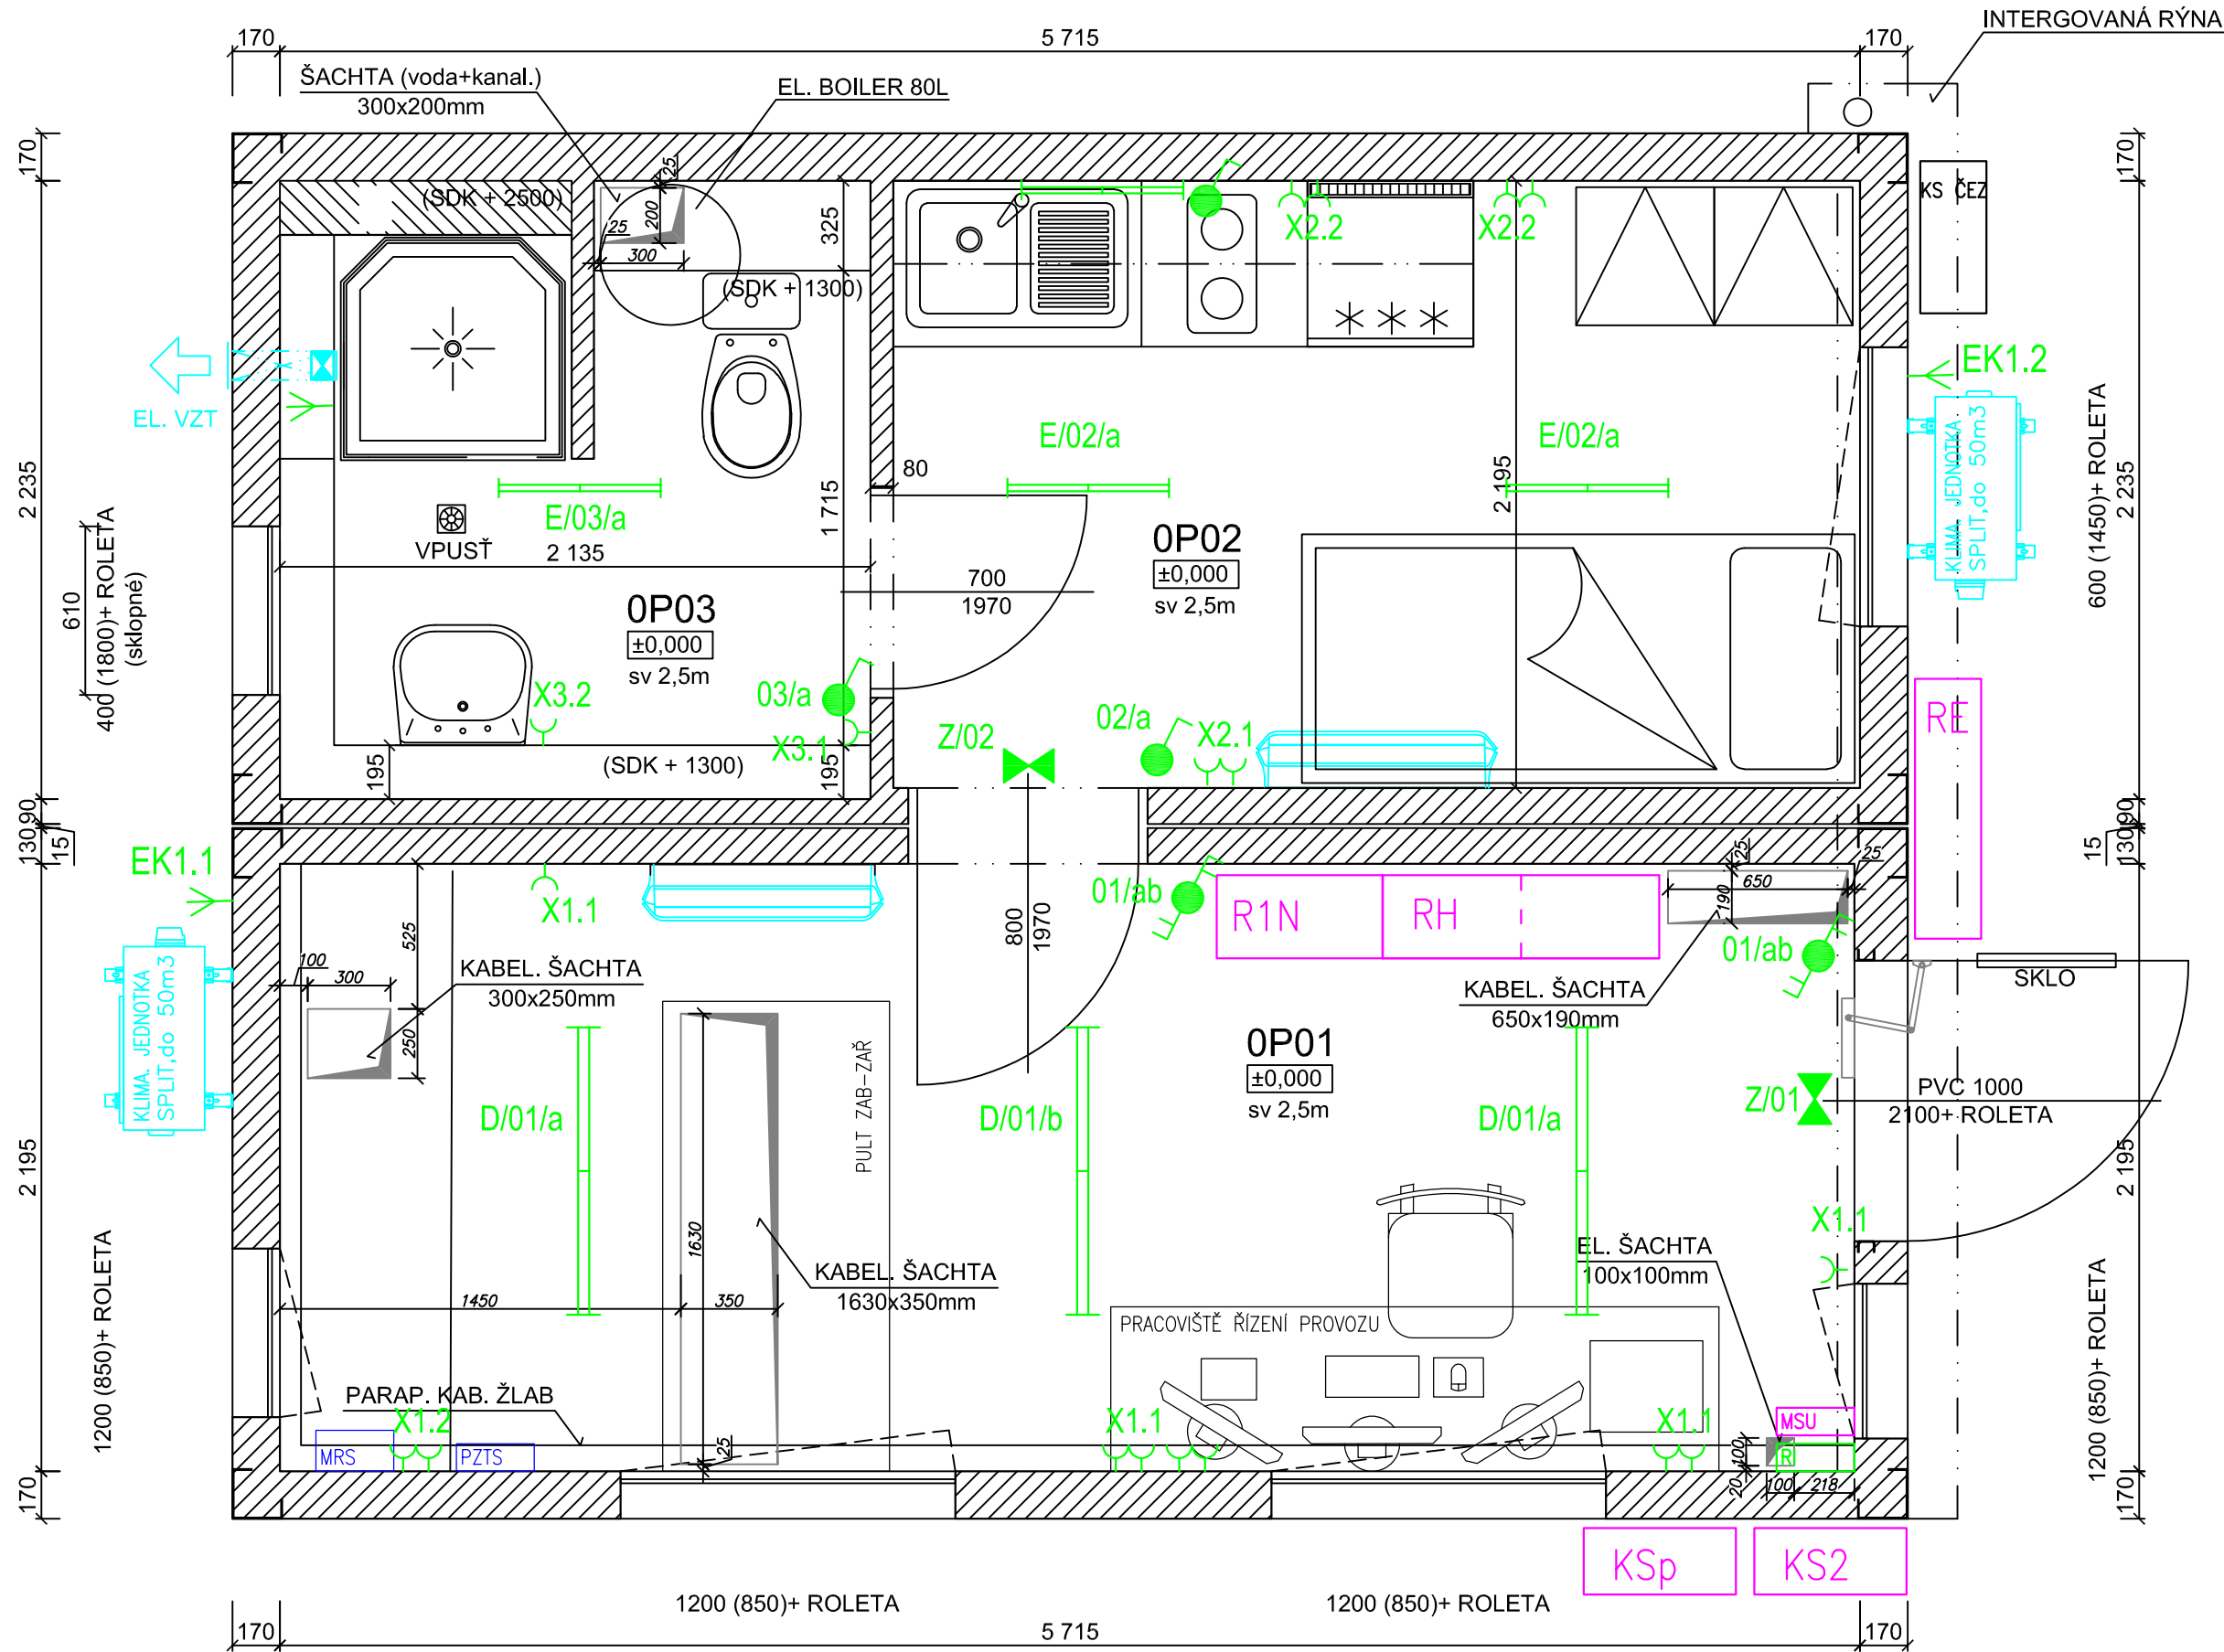 INTERGOVANÁ RÝNA
170
5 715
170
ŠACHTA (voda+kanal.)
300x200mm
EL. BOILER 80L
170
170
(SDK + 2500)
25
200
25
300
325
(SDK + 1300)
X2.2
X2.2
KS ČEZ
EK1.2
EL. VZT
KLIMA. JEDNOTKA
SPLIT,do 50m3
600 (1450)+ ROLETA
2 235
2 235
E/02/a
E/02/a
80
2 195
1 715
E/03/a
VPUSŤ
2 135
610
400 (1800)+ ROLETA
(sklopné)
0P02
±0,000
sv 2,5m
700
1970
0P03
±0,000
sv 2,5m
X3.2
03/a
X3.1
Z/02
02/a
X2.1
RE
195
(SDK + 1300)
195
90
130
15
90
130
15
EK1.1
X1.1
01/ab
R1N
RH
25
190
650
25
01/ab
800
1970
525
100
300
250
KABEL. ŠACHTA
300x250mm
KABEL. ŠACHTA
650x190mm
SKLO
KLIMA. JEDNOTKA
SPLIT,do 50m3
PULT ZAB-ZAŘ
0P01
±0,000
sv 2,5m
D/01/a
D/01/b
D/01/a
Z/01
PVC 1000
2100+ ROLETA
2 195
2 195
X1.1
1630
KABEL. ŠACHTA
1630x350mm
EL. ŠACHTA
100x100mm
1450
350
PRACOVIŠTĚ ŘÍZENÍ PROVOZU
1200 (850)+ ROLETA
1200 (850)+ ROLETA
PARAP. KAB. ŽLAB
X1.2
X1.1
X1.1
MSU
MRS
PZTS
25
100
R
20
100
218
170
170
KSp
KS2
1200 (850)+ ROLETA
1200 (850)+ ROLETA
170
5 715
170